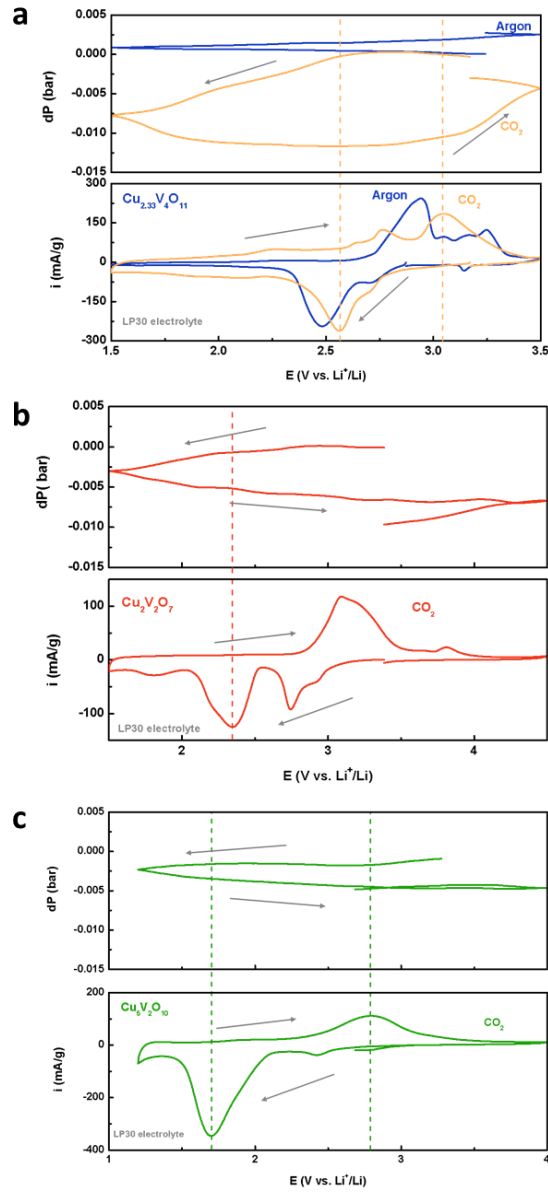 a
0.005
0.000
-0.005
-0.010
-0.015
dP (bar)
Argon
CO₂
300
150
0
-150
-300
i (mA/g)
Cu₂.₃₃V₄O₁₁
Argon
CO₂
LP30 electrolyte
1.5 2.0 2.5 3.0 3.5
E (V vs. Li⁺/Li)
b
0.005
0.000
-0.005
-0.010
-0.015
dP( bar)
100
0
-100
i (mA/g)
Cu₂V₂O₇
CO₂
LP30 electrolyte
2 3 4
E (V vs. Li⁺/Li)
c
0.005
0.000
-0.005
-0.010
-0.015
dP (bar)
200
0
-200
-400
i (mA/g)
Cu₅V₂O₁₀
CO₂
LP30 electrolyte
1 2 3 4
E (V vs. Li⁺/Li)